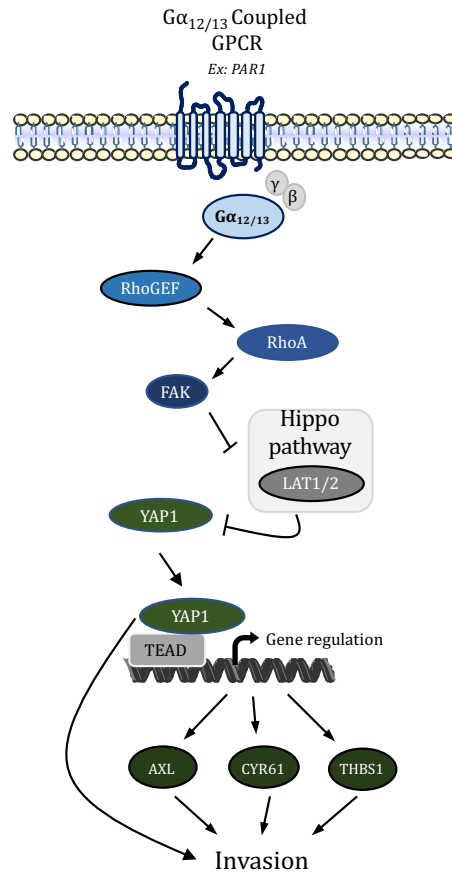 Gα12/13 Coupled
GPCR
Ex: PAR1
γ
β
Gα12/13
RhoGEF
RhoA
FAK
Hippo
pathway
LAT1/2
YAP1
YAP1
TEAD
Gene regulation
AXL
CYR61
THBS1
Invasion